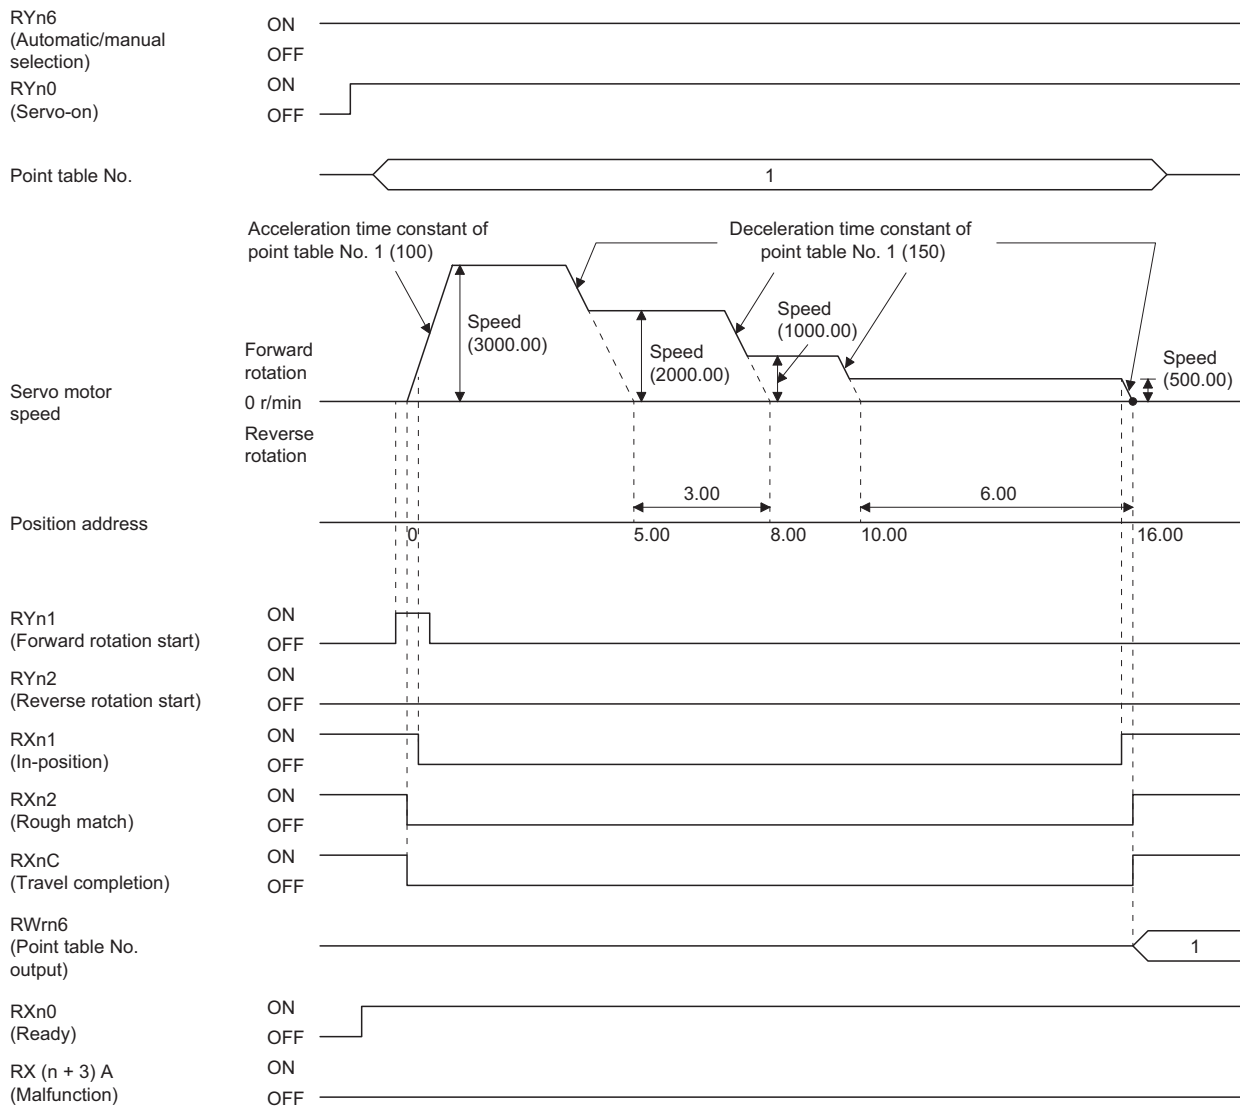 RYn6
(Automatic/manual
selection)
ON
OFF
RYn0
(Servo-on)
ON
OFF
Point table No.
1
Acceleration time constant of
point table No. 1 (100)
Deceleration time constant of
point table No. 1 (150)
Servo motor
speed
Forward
rotation
0 r/min
Reverse
rotation
Speed
(3000.00)
Speed
(2000.00)
Speed
(1000.00)
Speed
(500.00)
3.00
6.00
Position address
0
5.00
8.00
10.00
16.00
RYn1
(Forward rotation start)
ON
OFF
RYn2
(Reverse rotation start)
ON
OFF
RXn1
(In-position)
ON
OFF
RXn2
(Rough match)
ON
OFF
RXnC
(Travel completion)
ON
OFF
RWrn6
(Point table No.
output)
1
RXn0
(Ready)
ON
OFF
RX (n + 3) A
(Malfunction)
ON
OFF